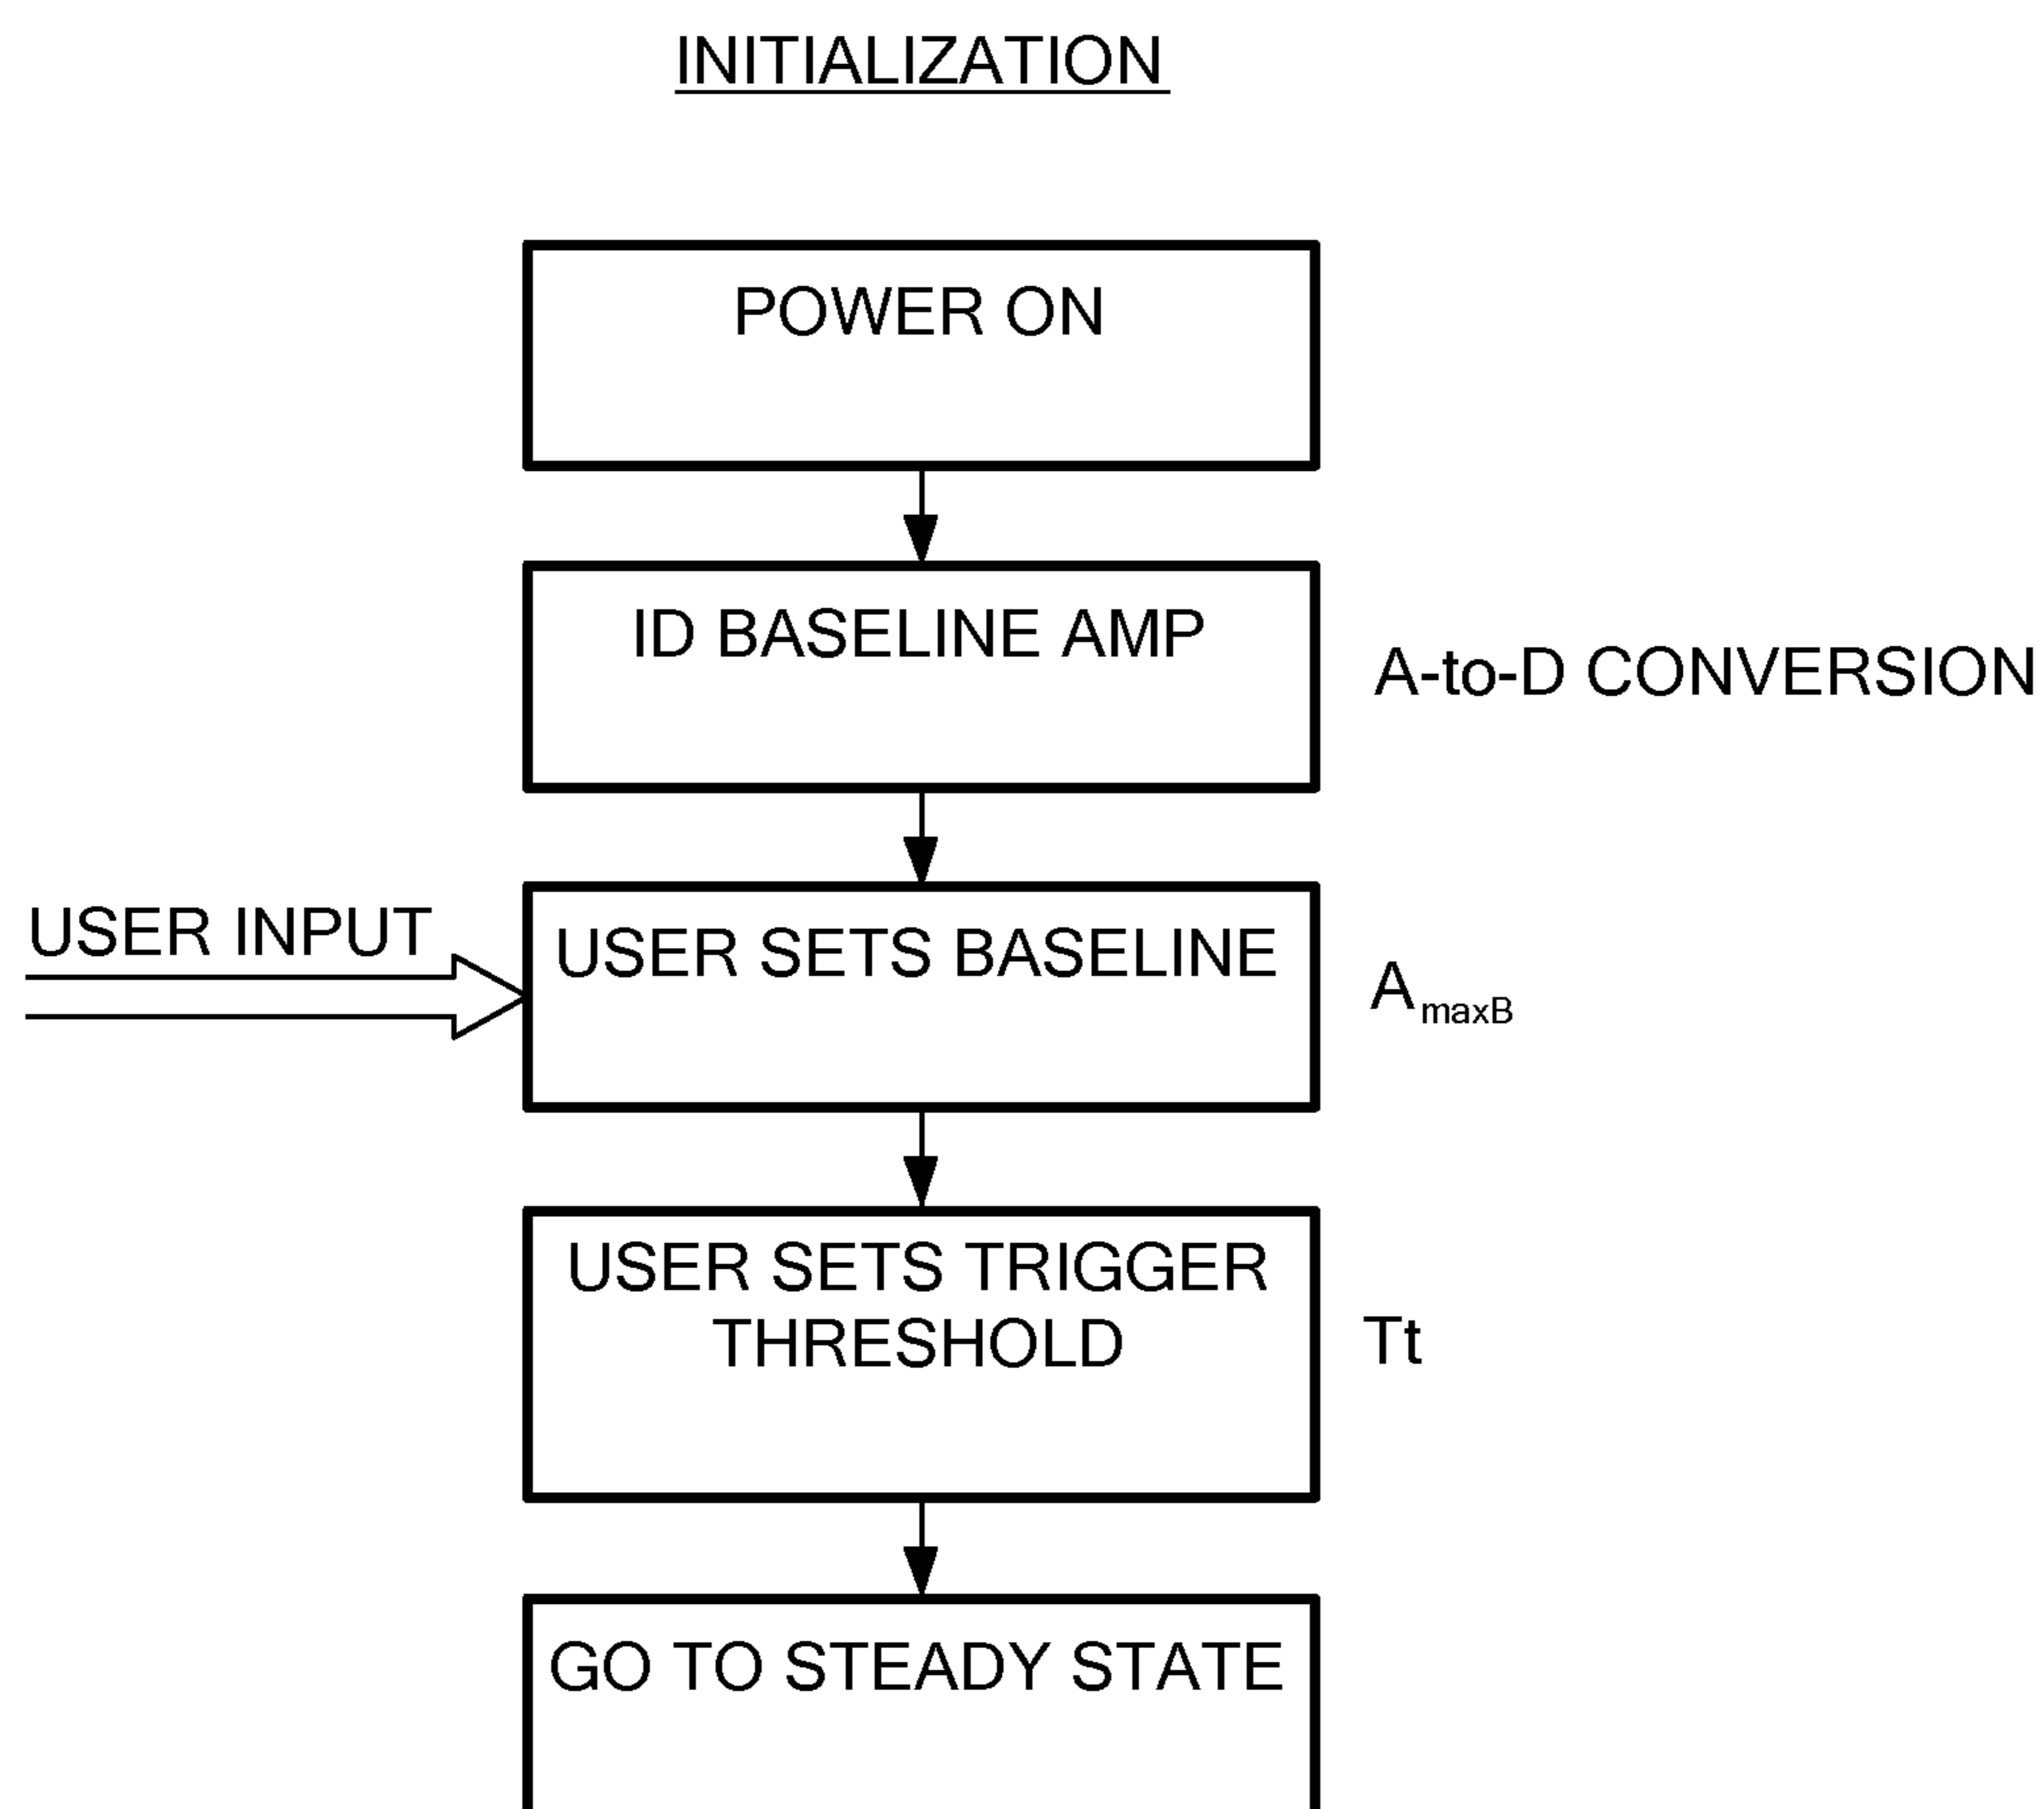 INITIALIZATION
POWER ON
ID BASELINE AMP
A-to-D CONVERSION
USER INPUT
USER SETS BASELINE
AmaxB
USER SETS TRIGGER
THRESHOLD
Tt
GO TO STEADY STATE